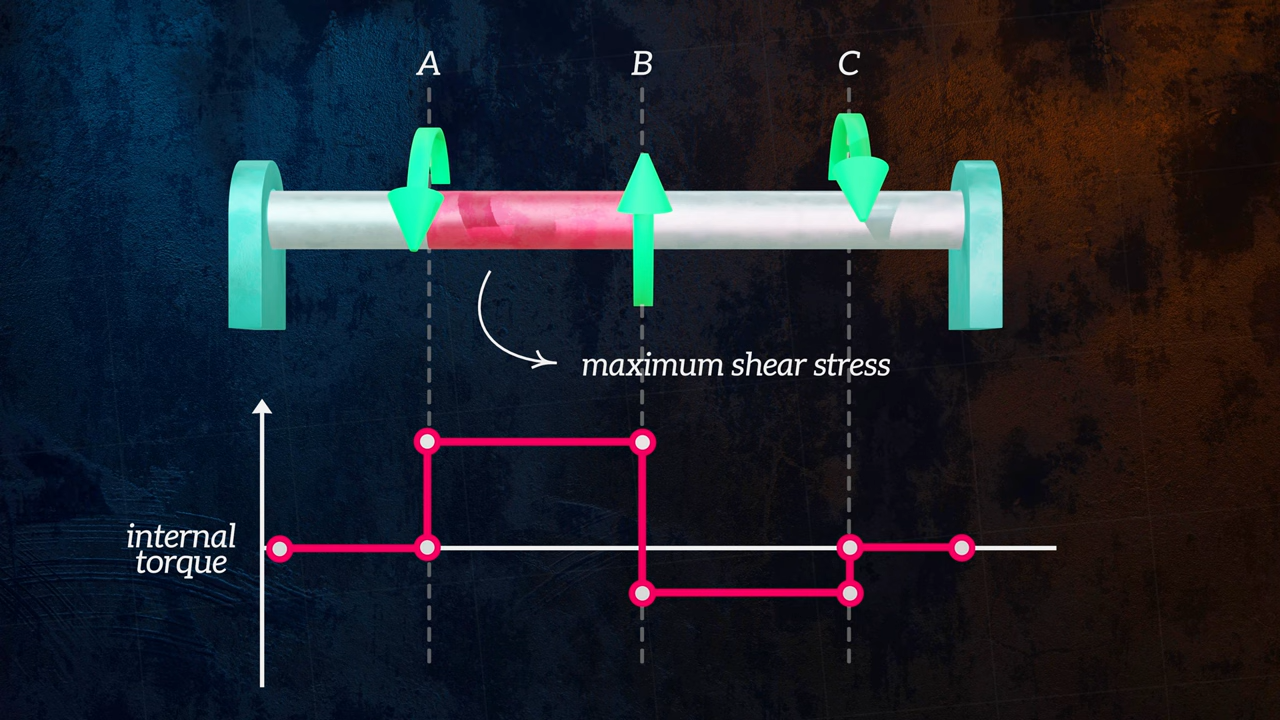 A B C
maximum shear stress
internal
torque